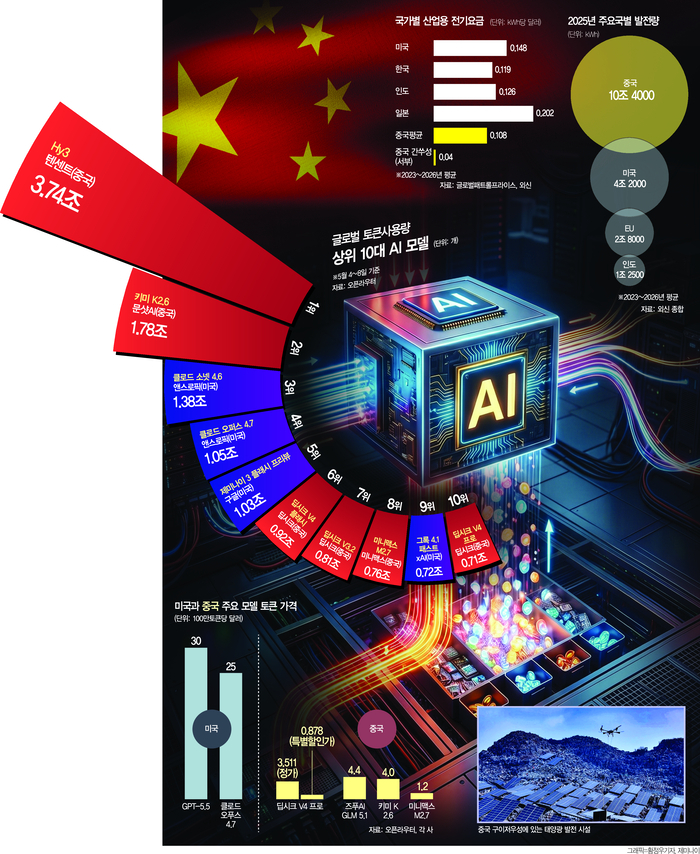 국가별 산업용 전기요금 (단위: kWh당 달러)
미국 0.148
한국 0.119
인도 0.126
일본 0.202
중국평균 0.108
중국 간쑤성
(서부) 0.04
※2023~2026년 평균
자료: 글로벌패트롤프라이스, 외신
2025년 주요국별 발전량
(단위: kWh)
중국
10조 4000
미국
4조 2000
EU
2조 8000
인도
1조 2500
※2023~2026년 평균
자료: 외신 종합
글로벌 토큰사용량
상위 10대 AI 모델 (단위: 개)
※5월 4~8일 기준
자료: 오픈라우터
Hy3
텐센트(중국)
3.74조
1위
키미 K2.6
문샷AI(중국)
1.78조
2위
클로드 소넷 4.6
앤스로픽(미국)
1.38조
3위
클로드 오퍼스 4.7
앤스로픽(미국)
1.05조
4위
제미나이 3 플래시 프리뷰
구글(미국)
1.03조
5위
딥시크 V4
플래시
딥시크(중국)
0.92조
6위
딥시크 V3.2
딥시크(중국)
0.81조
7위
미니맥스
M2.7
미니맥스(중국)
0.76조
8위
그록 4.1
패스트
xAI(미국)
0.72조
9위
딥시크 V4
프로
딥시크(중국)
0.71조
10위
AI
AI
미국과 중국 주요 모델 토큰 가격
(단위: 100만토큰당 달러)
30
25
미국
GPT-5.5
클로드
오푸스
4.7
중국
3.511
(정가)
0.878
(특별할인가)
딥시크 V4 프로
4.4
즈푸AI
GLM 5.1
4.0
키미 K
2.6
1.2
미니맥스
M2.7
자료: 오픈라우터, 각 사
중국 구이저우성에 있는 태양광 발전 시설
그래픽=황정우기자, 제미나이